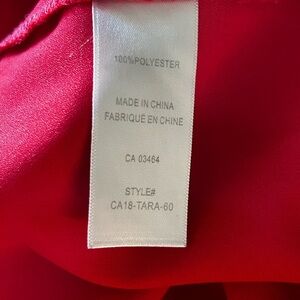 100%POLYESTER
MADE IN CHINA
FABRIQUÉ EN CHINE
CA 03464
STYLE#
CA18-TARA-60